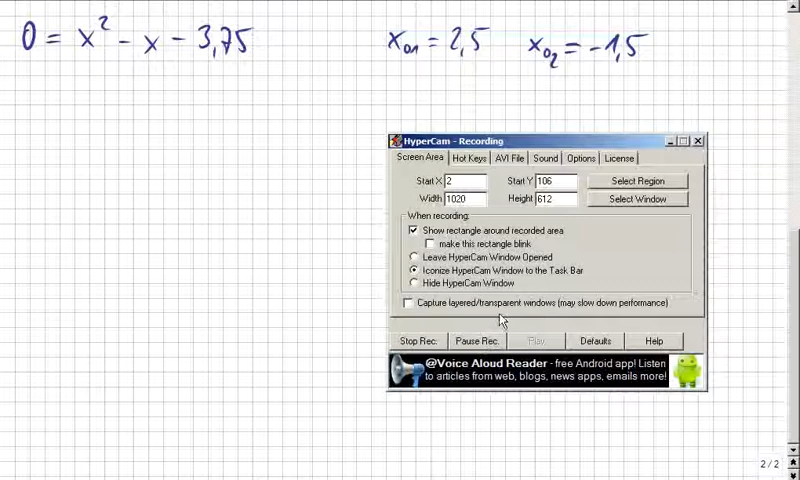 0 = x² - x - 3,75
x₀₁ = 2,5
x₀₂ = -1,5
HyperCam - Recording
Screen Area Hot Keys AVI File Sound Options License
Start X 2 Start Y 106 Select Region
Width 1020 Height 612 Select Window
When recording:
Show rectangle around recorded area
make this rectangle blink
Leave HyperCam Window Opened
Iconize HyperCam Window to the Task Bar
Hide HyperCam Window
Capture layered/transparent windows (may slow down performance)
Stop Rec. Pause Rec. Play Defaults Help
@Voice Aloud Reader - free Android app! Listen
to articles from web, blogs, news apps, emails more!
2 / 2